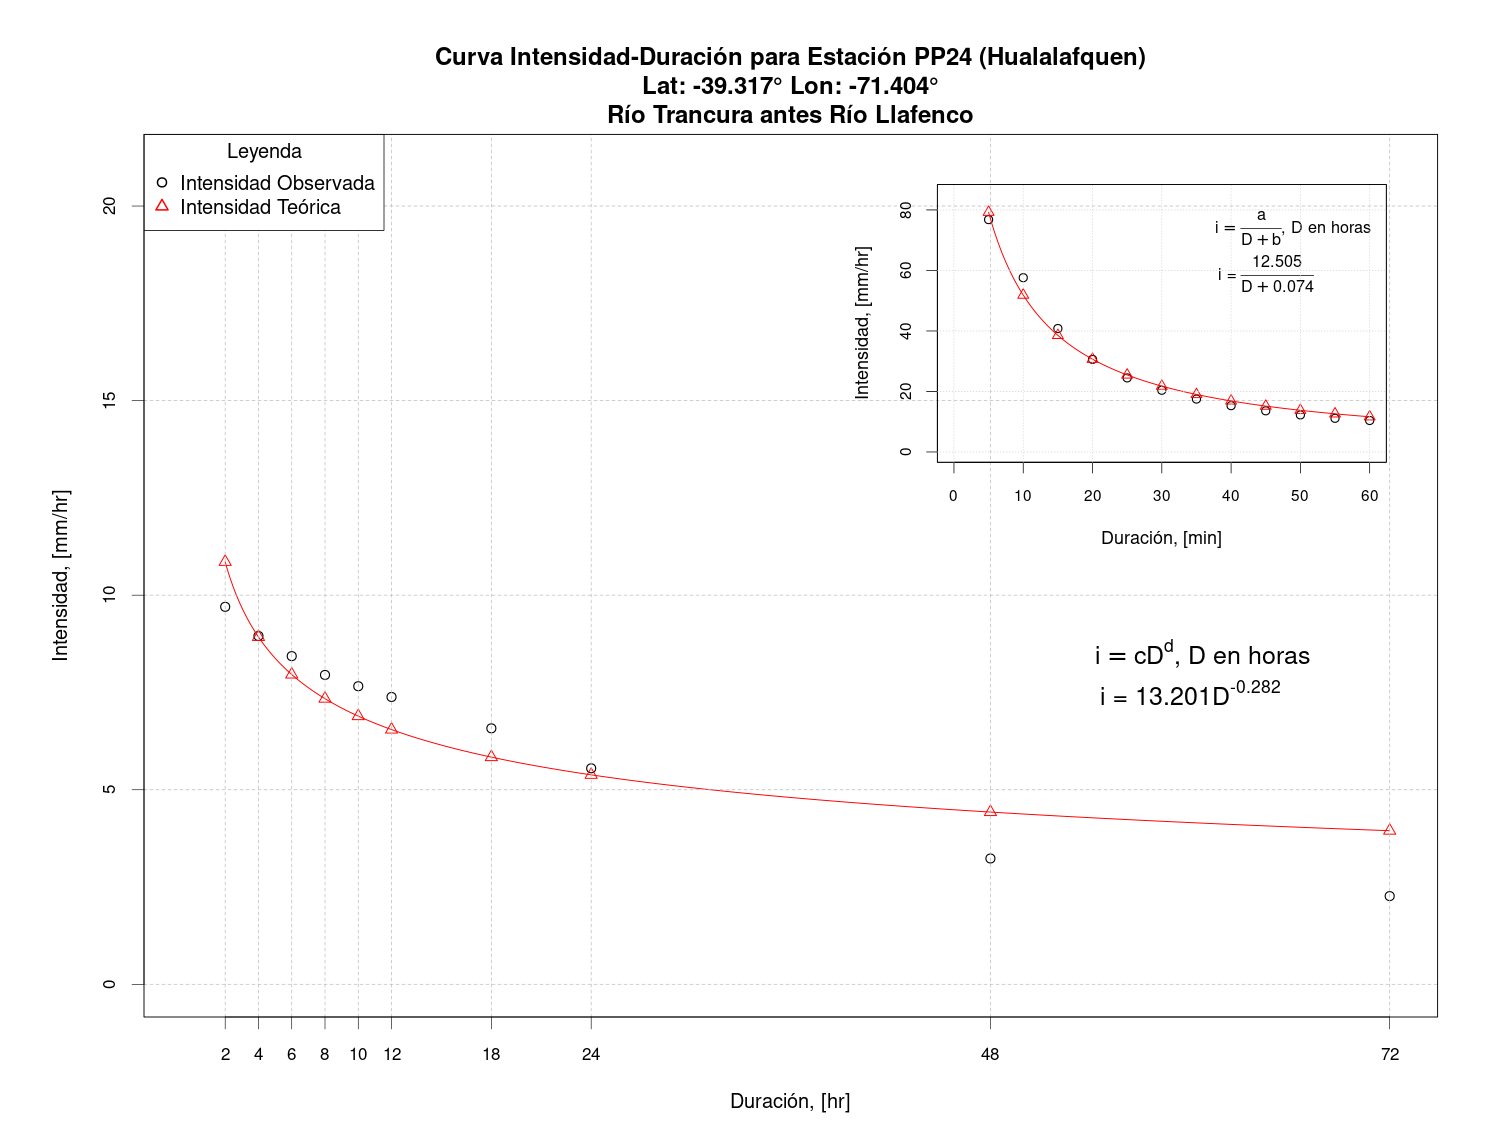 Curva Intensidad-Duración para Estación PP24 (Hualalafquen)
Lat: -39.317° Lon: -71.404°
Río Trancura antes Río Llafenco
Leyenda
Intensidad Observada
Intensidad Teórica
Intensidad, [mm/hr]
20
15
10
5
0
2 4 6 8 10 12 18 24 48 72
Duración, [hr]
Intensidad, [mm/hr]
80
60
40
20
0
0 10 20 30 40 50 60
Duración, [min]
i = a / D + b, D en horas
i = 12.505 / D + 0.074
i = cD^d, D en horas
i = 13.201D^-0.282